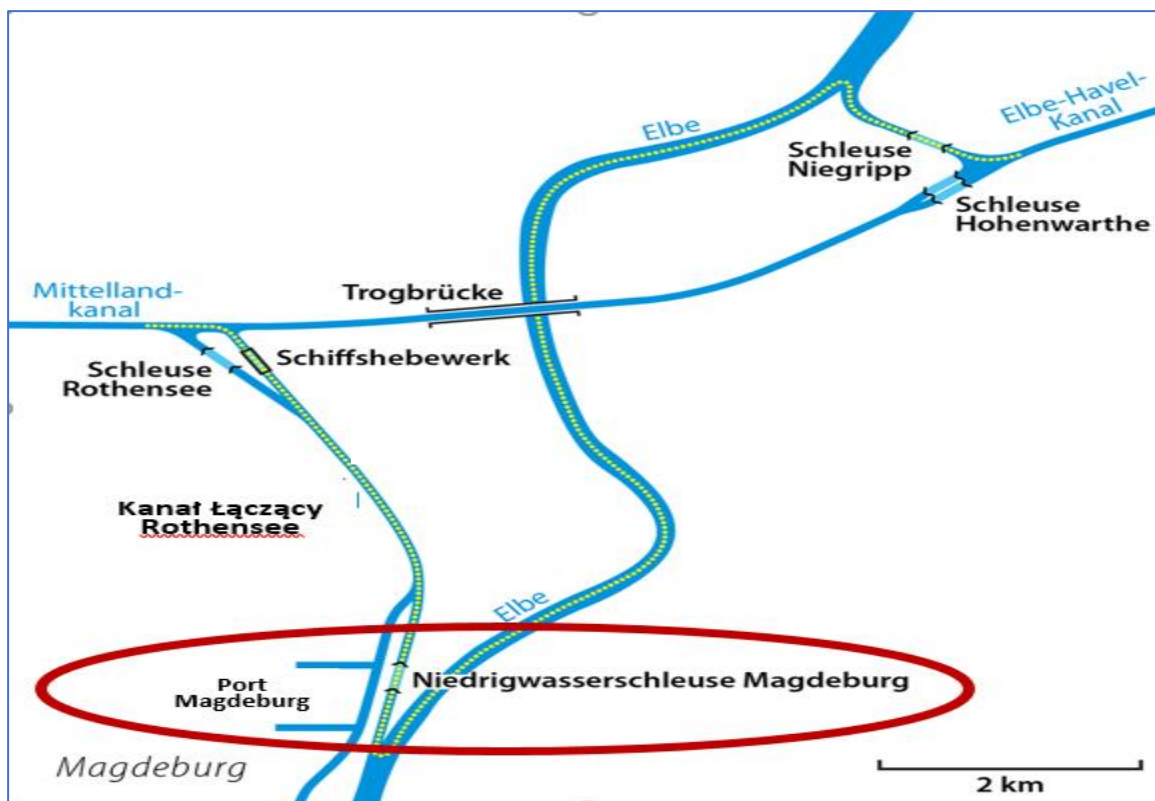 Elbe
Elbe-Havel-
Kanal
Schleuse
Niegripp
Schleuse
Hohenwarthe
Trogbrücke
Mittelland-
kanal
Schiffshebewerk
Schleuse
Rothensee
Kanał Łączący
Rothensee
Elbe
Niedrigwasserschleuse Magdeburg
Port
Magdeburg
Magdeburg
2 km